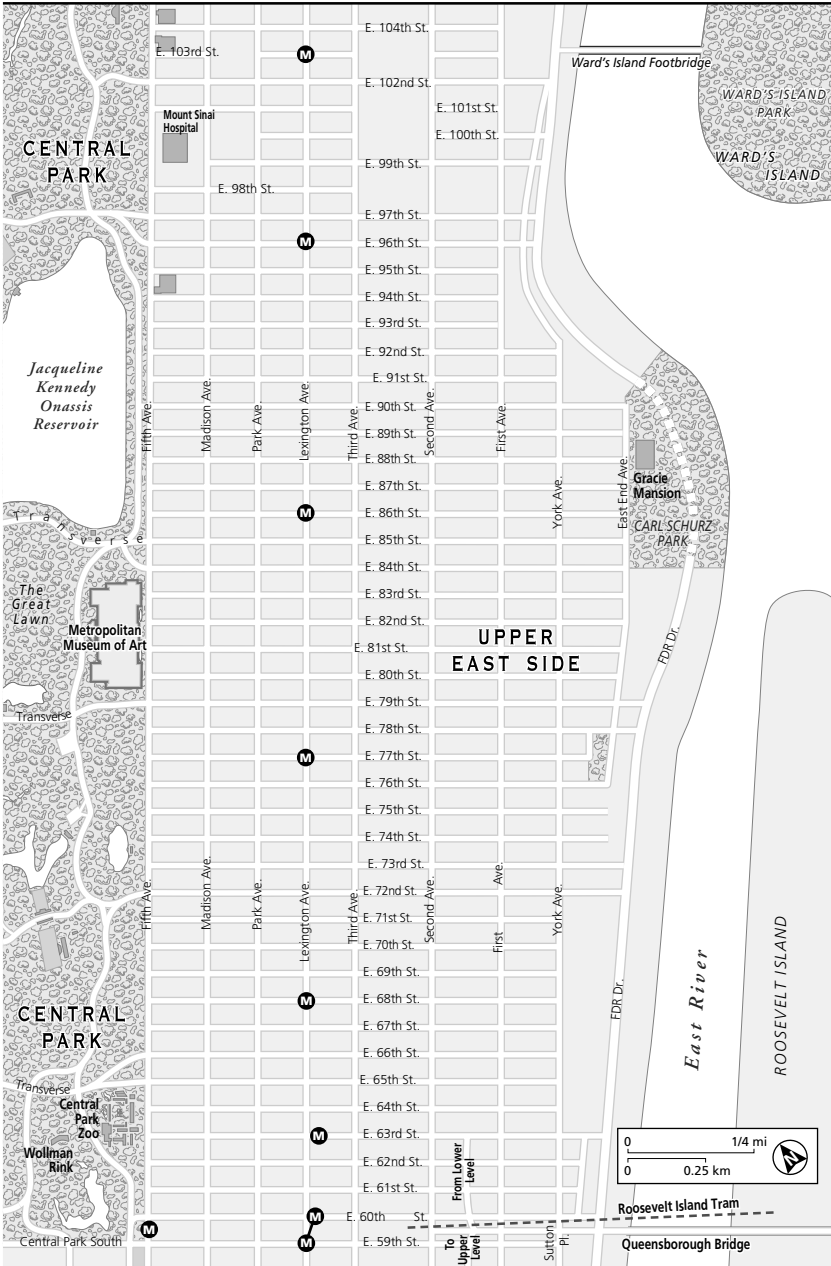 E. 104th St.
E. 103rd St.
M
Ward's Island Footbridge
E. 102nd St.
WARD'S ISLAND
PARK
E. 101st St.
Mount Sinai
Hospital
E. 100th St.
CENTRAL
PARK
WARD'S
ISLAND
E. 99th St.
E. 98th St.
E. 97th St.
M
E. 96th St.
E. 95th St.
E. 94th St.
E. 93rd St.
E. 92nd St.
Jacqueline
Kennedy
Onassis
Reservoir
E. 91st St.
Fifth Ave.
Madison Ave.
Park Ave.
Lexington Ave.
Third Ave.
Second Ave.
First Ave.
E. 90th St.
E. 89th St.
E. 88th St.
York Ave.
East End Ave.
Gracie
Mansion
E. 87th St.
M
E. 86th St.
Transverse
CARL SCHURZ
PARK
E. 85th St.
E. 84th St.
The
Great
Lawn
E. 83rd St.
E. 82nd St.
Metropolitan
Museum of Art
UPPER
EAST SIDE
E. 81st St.
FDR Dr.
E. 80th St.
E. 79th St.
Transverse
E. 78th St.
M
E. 77th St.
E. 76th St.
E. 75th St.
E. 74th St.
E. 73rd St.
Fifth Ave.
Madison Ave.
Park Ave.
Lexington Ave.
Third Ave.
Second Ave.
First Ave.
York Ave.
E. 72nd St.
E. 71st St.
E. 70th St.
E. 69th St.
M
E. 68th St.
FDR Dr.
East River
ROOSEVELT ISLAND
CENTRAL
PARK
E. 67th St.
E. 66th St.
E. 65th St.
Transverse
Central
Park
Zoo
E. 64th St.
M
E. 63rd St.
0 1/4 mi
0 0.25 km
N
Wollman
Rink
E. 62nd St.
From Lower
Level
E. 61st St.
Roosevelt Island Tram
M
M
E. 60th St.
Central Park South
M
E. 59th St.
To
Upper
Level
Sutton
Pl.
Queensborough Bridge